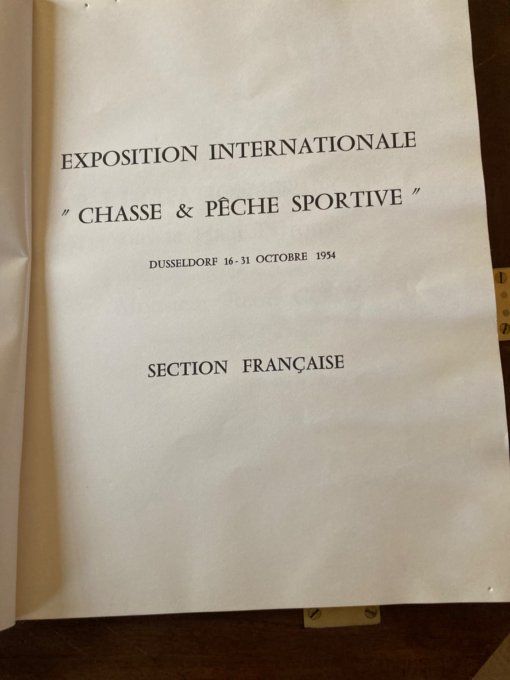 EXPOSITION INTERNATIONALE
" CHASSE & PÊCHE SPORTIVE "
DUSSELDORF 16 - 31 OCTOBRE 1954
SECTION FRANÇAISE